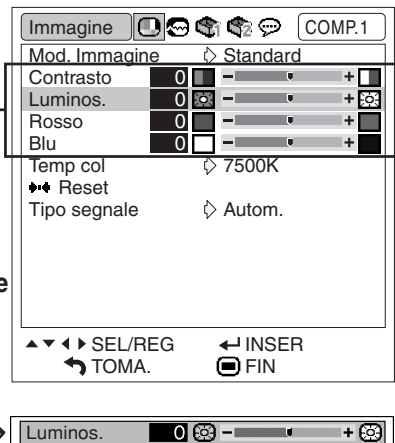 Immagine COMP.1
Mod. Immagine Standard
Contrasto 0 - +
Luminos. 0 - +
Rosso 0 - +
Blu 0 - +
Temp col 7500K
Reset
Tipo segnale Autom.
e
SEL/REG INSER
TOMA. FIN
Luminos. 0 - +